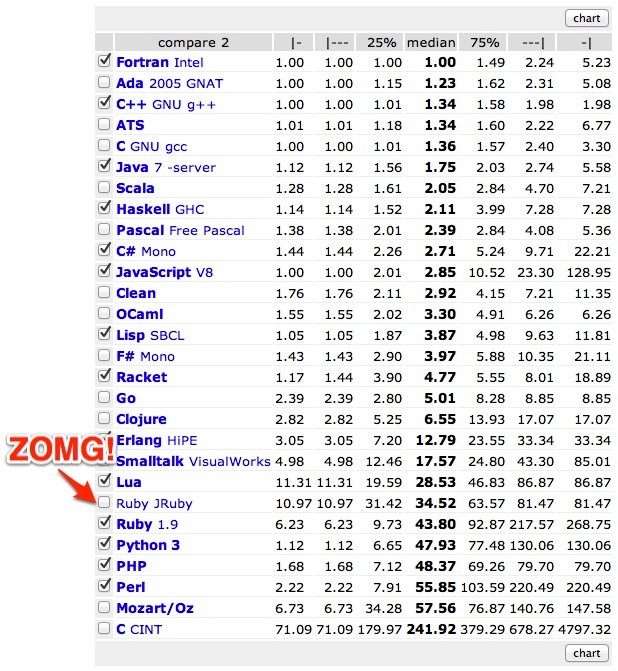 chart
compare 2 |- |--- 25% median 75% ---| -|
Fortran Intel 1.00 1.00 1.00 1.00 1.49 2.24 5.23
Ada 2005 GNAT 1.00 1.00 1.15 1.23 1.62 2.31 5.08
C++ GNU g++ 1.00 1.00 1.01 1.34 1.58 1.98 1.98
ATS 1.01 1.01 1.18 1.34 1.60 2.22 6.77
C GNU gcc 1.00 1.00 1.01 1.36 1.57 2.40 3.30
Java 7 -server 1.12 1.12 1.56 1.75 2.03 2.74 5.58
Scala 1.28 1.28 1.61 2.05 2.84 4.70 7.21
Haskell GHC 1.14 1.14 1.52 2.11 3.99 7.28 7.28
Pascal Free Pascal 1.38 1.38 2.01 2.39 2.84 4.08 5.36
C# Mono 1.44 1.44 2.26 2.71 5.24 9.71 22.21
JavaScript V8 1.00 1.00 2.01 2.85 10.52 23.30 128.95
Clean 1.76 1.76 2.11 2.92 4.15 7.21 11.35
OCaml 1.55 1.55 2.02 3.30 4.91 6.26 6.26
Lisp SBCL 1.05 1.05 1.87 3.87 4.98 9.63 11.81
F# Mono 1.43 1.43 2.90 3.97 5.88 10.35 21.11
Racket 1.17 1.44 3.90 4.77 5.55 8.01 18.89
Go 2.39 2.39 2.80 5.01 8.28 8.85 8.85
Clojure 2.82 2.82 5.25 6.55 13.93 17.07 17.07
ZOMG!
Erlang HiPE 3.05 3.05 7.20 12.79 23.55 33.34 33.34
Smalltalk VisualWorks 4.98 4.98 12.46 17.57 24.80 43.30 85.01
Lua 11.31 11.31 19.59 28.53 46.83 86.87 86.87
Ruby JRuby 10.97 10.97 31.42 34.52 63.57 81.47 81.47
Ruby 1.9 6.23 6.23 9.73 43.80 92.87 217.57 268.75
Python 3 1.12 1.12 6.65 47.93 77.48 130.06 130.06
PHP 1.68 1.68 7.12 48.37 69.26 79.70 79.70
Perl 2.22 2.22 7.91 55.85 103.59 220.49 220.49
Mozart/Oz 6.73 6.73 34.28 57.56 76.87 140.76 147.58
C CINT 71.09 71.09 179.97 241.92 379.29 678.27 4797.32
chart